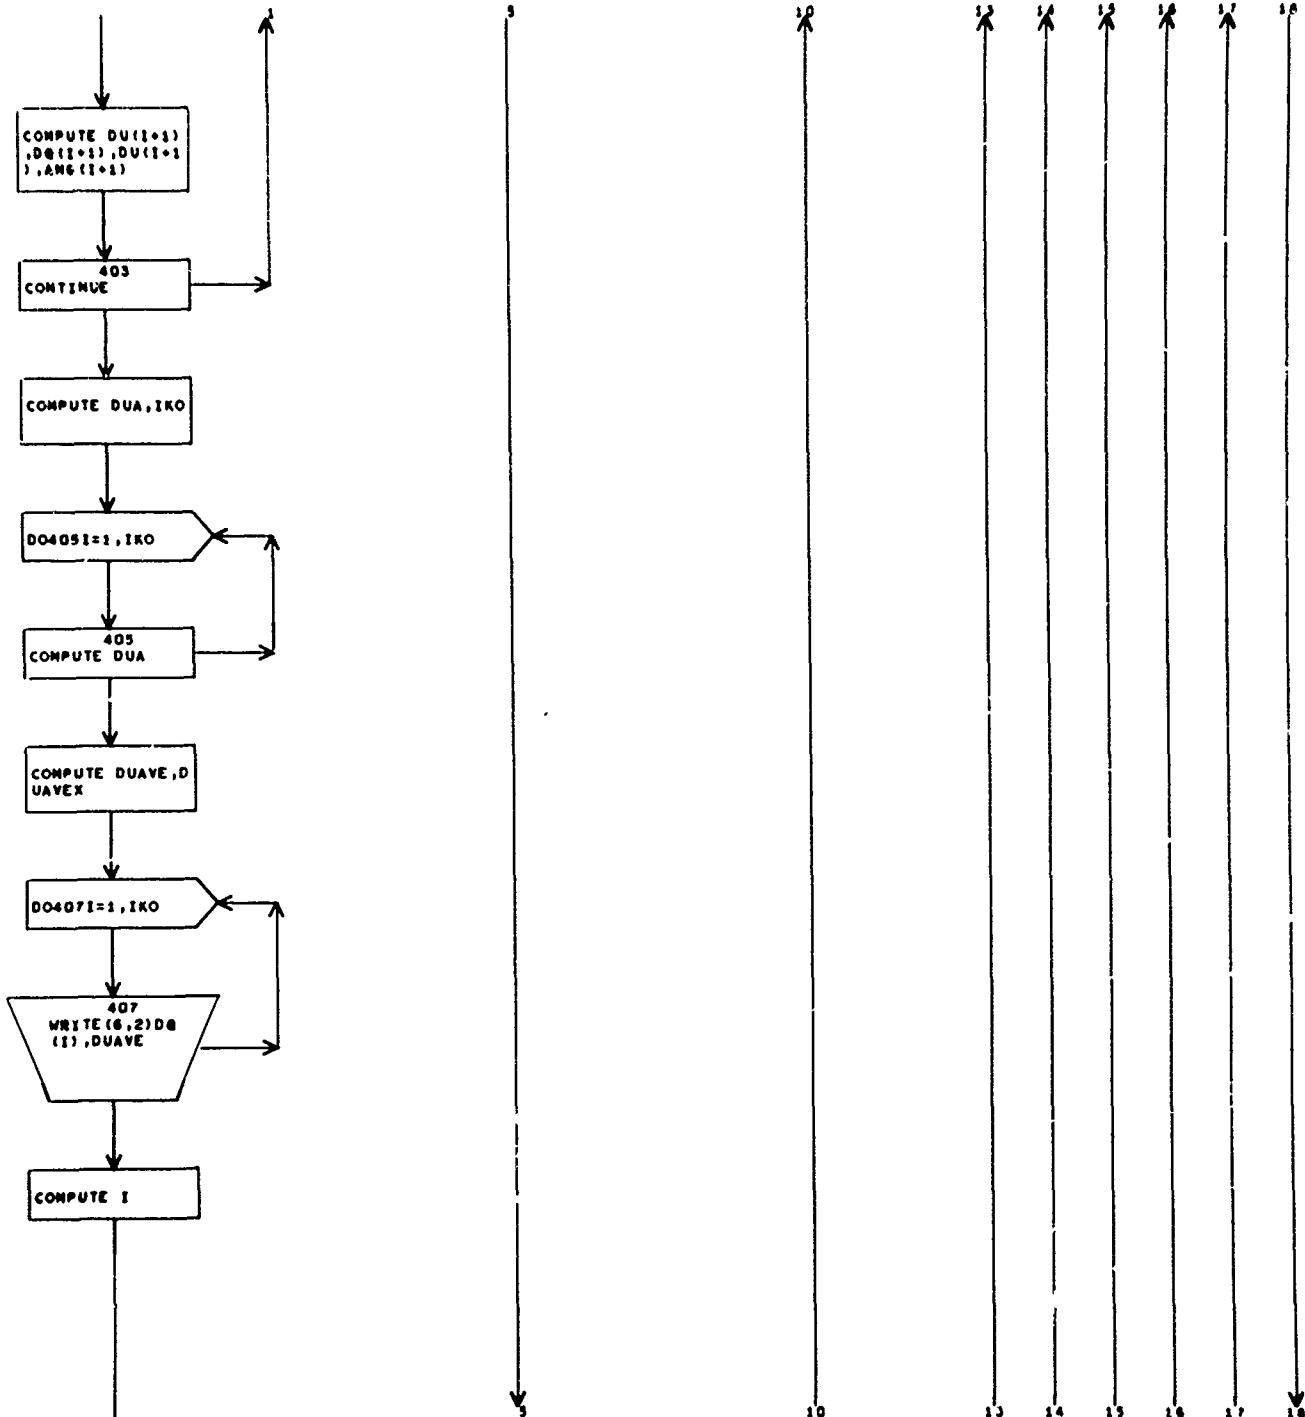 1 5 10 13 14 15 16 17 18
COMPUTE DU(I+1)
,DQ(I+1),DU(I+1
),ANG(I+1)
403
CONTINUE
COMPUTE DUA,IKO
DO405I=1,IKO
405
COMPUTE DUA
COMPUTE DUAVE,D
UAVEX
DO407I=1,IKO
407
WRITE(6,2)DQ
(I),DUAVE
COMPUTE I
5 10 13 14 15 16 17 18